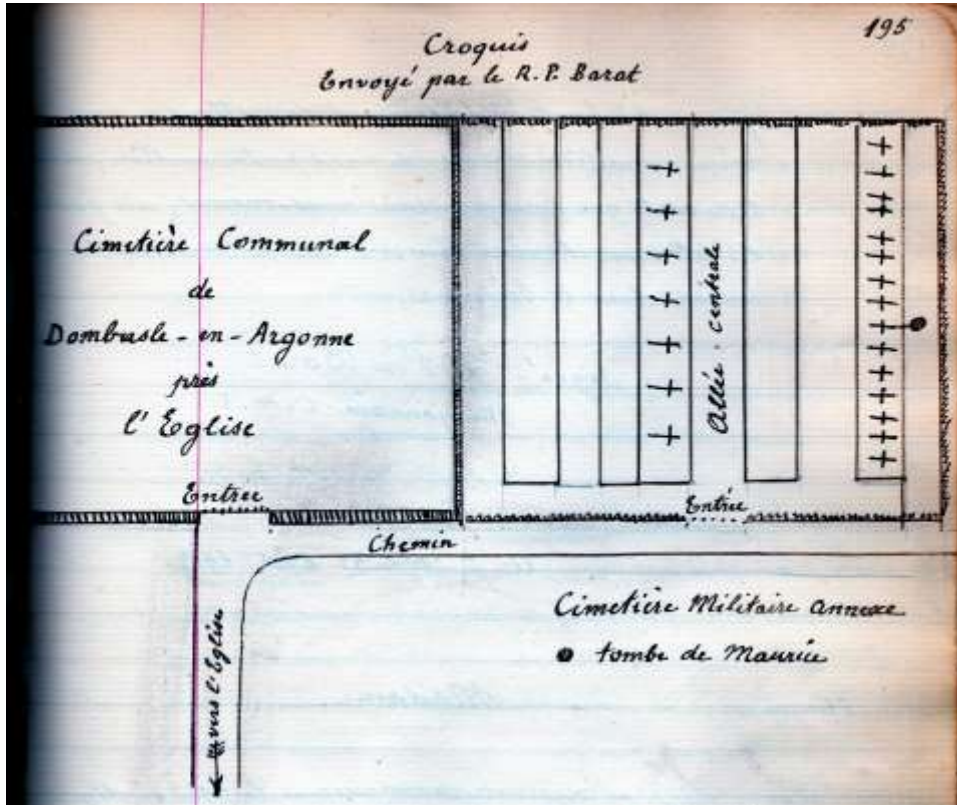 195
Croquis
Envoyé par le R. P. Barat
Cimetière Communal
de
Dombasle-en-Argonne
près
l'Eglise
Entrée
Allée centrale
Entrée
Chemin
vers l'Eglise
Cimetière Militaire annexe
tombe de Maurice